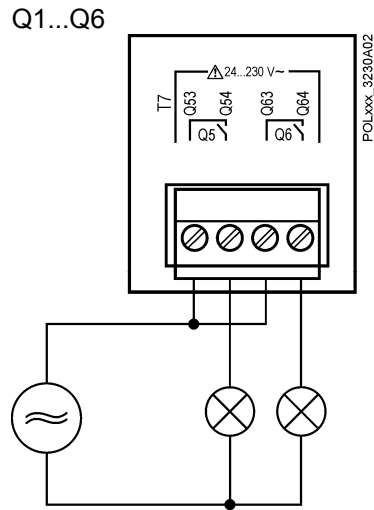 Q1...Q6
⚠ 24...230 V~
T7
Q53
Q54
Q63
Q64
Q5
Q6
POLxxx_3230A02